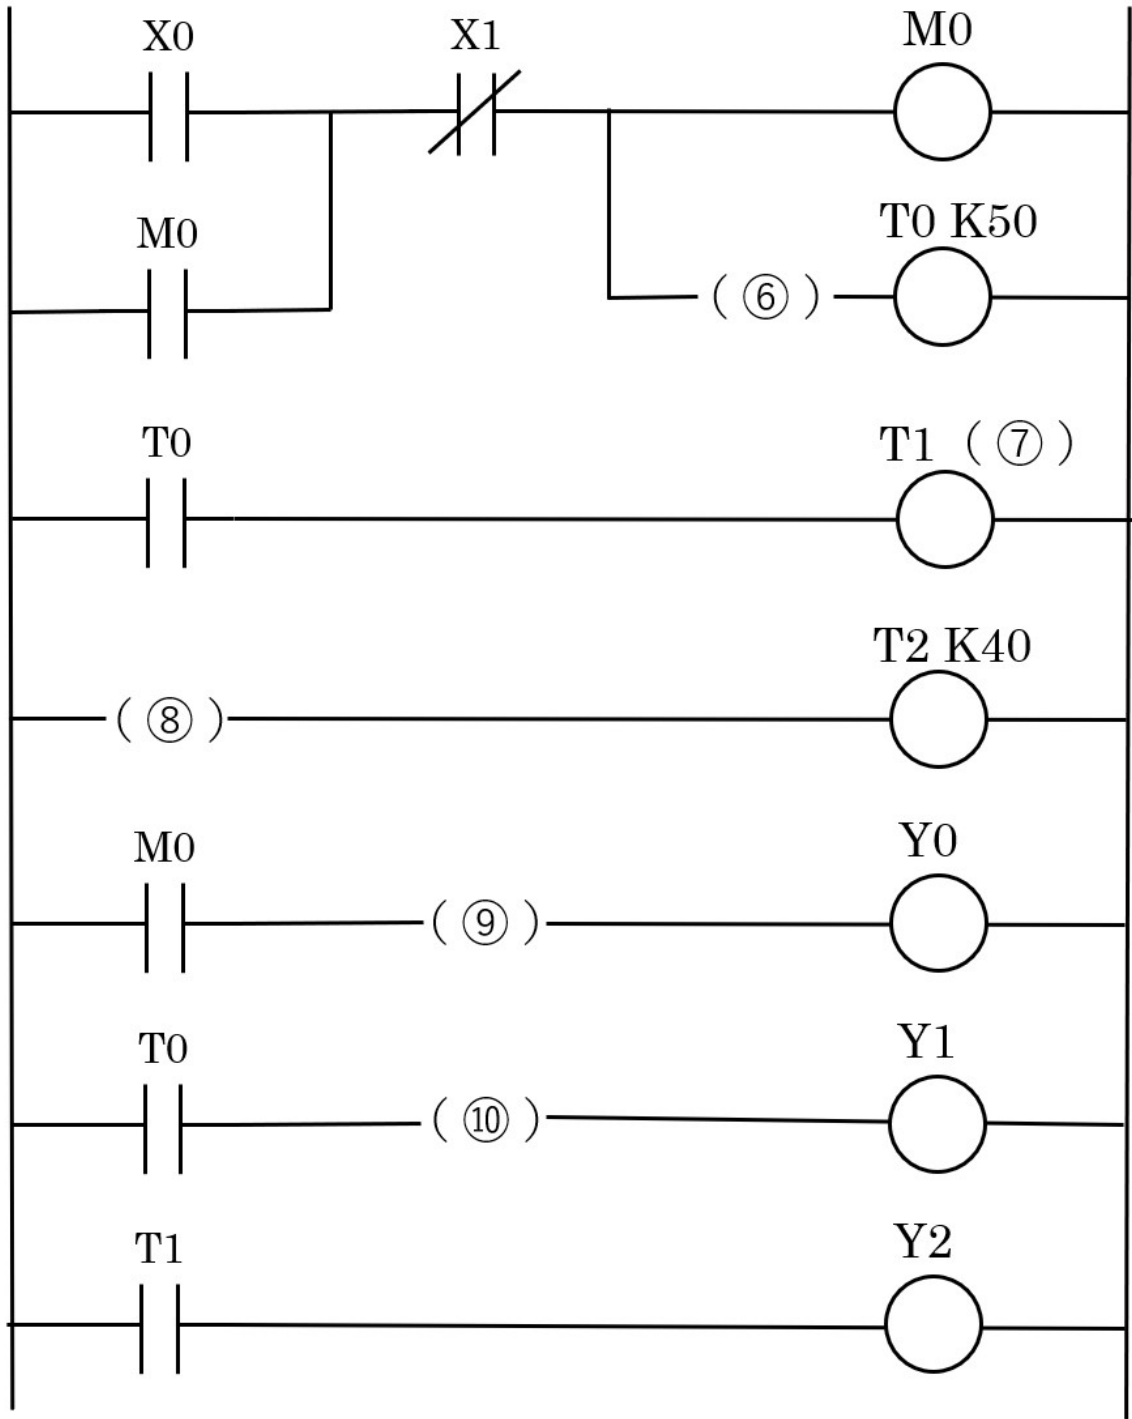 X0 X1 M0
M0 T0 K50
( ⑥ )
T0 T1 ( ⑦ )
T2 K40
( ⑧ )
M0 Y0
( ⑨ )
T0 Y1
( ⑩ )
T1 Y2